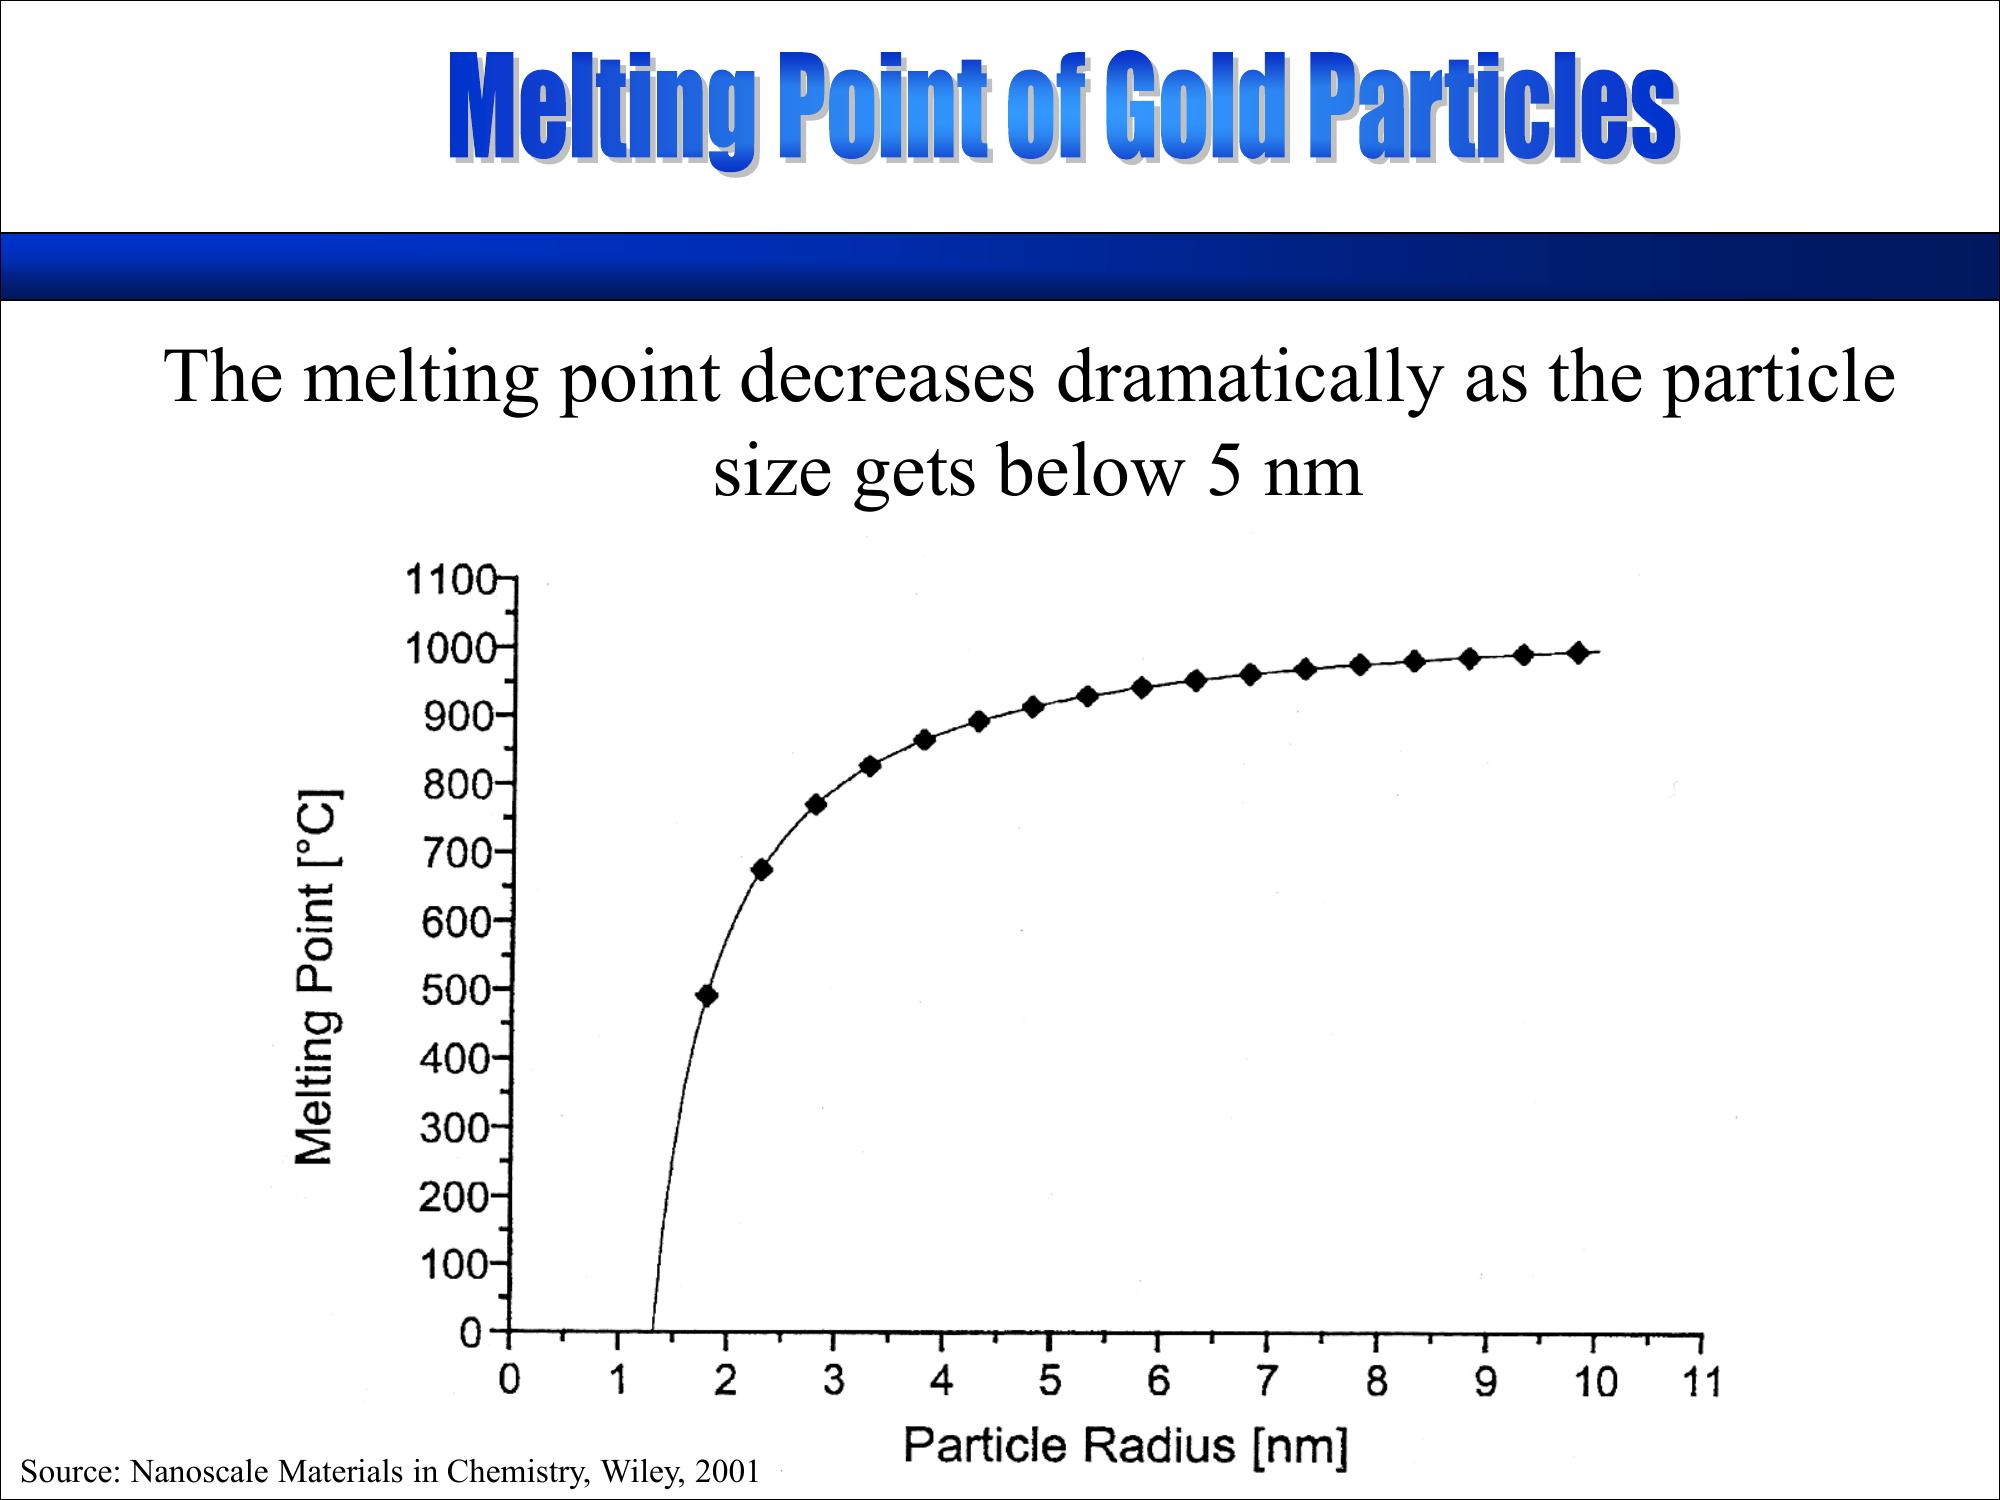 Melting Point of Gold Particles
The melting point decreases dramatically as the particle
size gets below 5 nm
1100
1000
900
800
700
600
500
400
300
200
100
0
Melting Point [°C]
0 1 2 3 4 5 6 7 8 9 10 11
Particle Radius [nm]
Source: Nanoscale Materials in Chemistry, Wiley, 2001